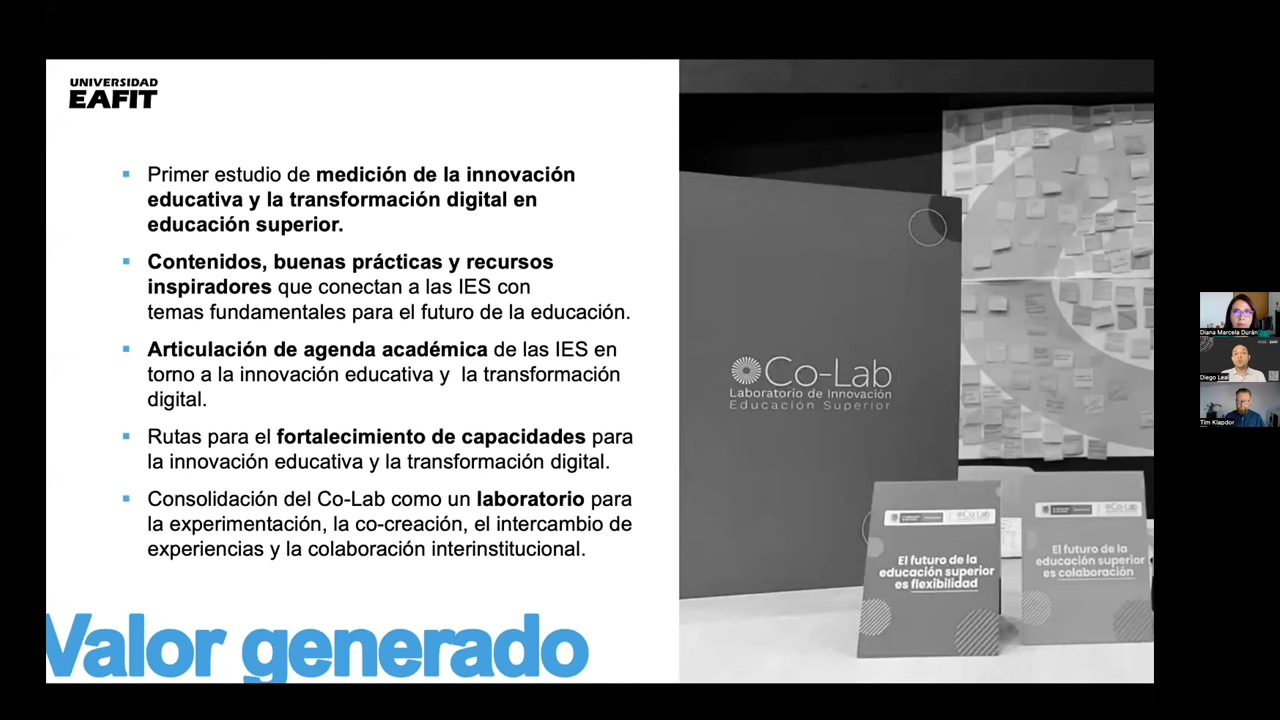 UNIVERSIDAD
EAFIT
Primer estudio de medición de la innovación
educativa y la transformación digital en
educación superior.
Contenidos, buenas prácticas y recursos
inspiradores que conectan a las IES con
temas fundamentales para el futuro de la educación.
Articulación de agenda académica de las IES en
torno a la innovación educativa y la transformación
digital.
Rutas para el fortalecimiento de capacidades para
la innovación educativa y la transformación digital.
Consolidación del Co-Lab como un laboratorio para
la experimentación, la co-creación, el intercambio de
experiencias y la colaboración interinstitucional.
Valor generado
Co-Lab
Laboratorio de Innovación
Educación Superior
Co-Lab
El futuro de la
educación superior
es flexibilidad
Co-Lab
El futuro de la
educación superior
es colaboración
Diana Marcela Durán
Diego Leal
Tim Klapdor